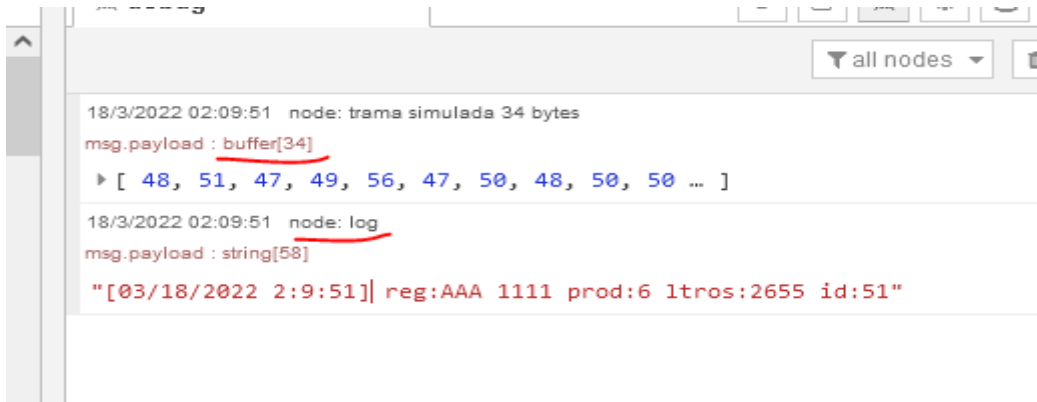 all nodes
18/3/2022 02:09:51 node: trama simulada 34 bytes
msg.payload : buffer[34]
[ 48, 51, 47, 49, 56, 47, 50, 48, 50, 50 … ]
18/3/2022 02:09:51 node: log
msg.payload : string[58]
"[03/18/2022 2:9:51]| reg:AAA 1111 prod:6 ltros:2655 id:51"